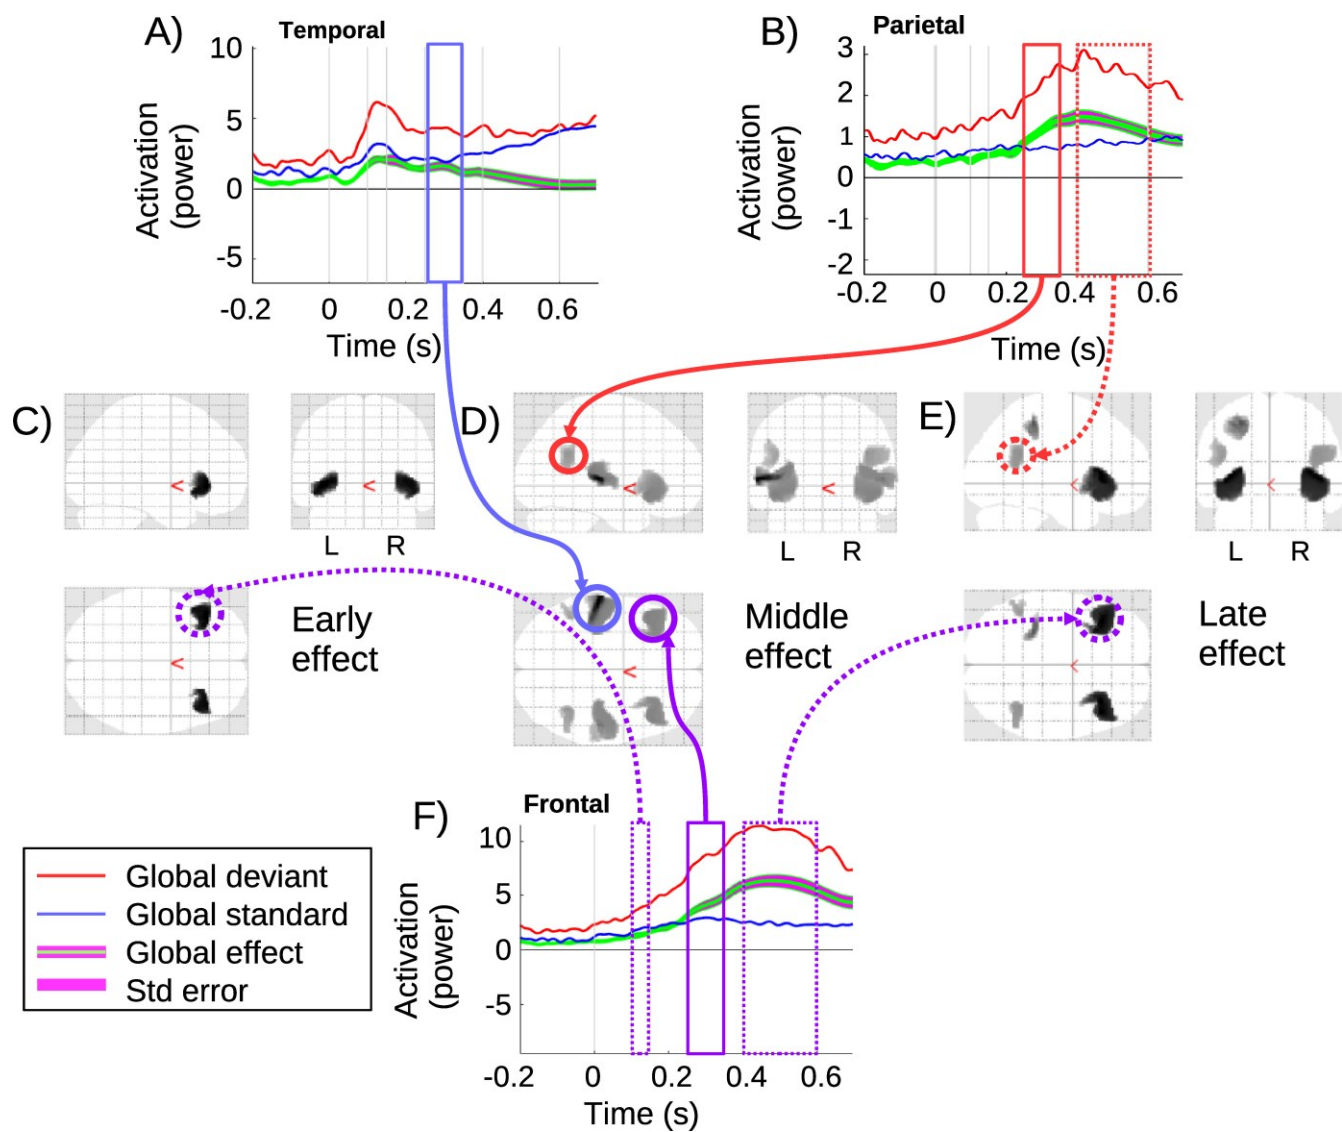 A)
Temporal
10
5
0
-5
Activation
(power)
-0.2
0
0.2
0.4
0.6
Time (s)
B)
Parietal
3
2
1
0
-1
-2
Activation
(power)
-0.2
0
0.2
0.4
0.6
Time (s)
C)
L
R
Early
effect
D)
L
R
Middle
effect
E)
L
R
Late
effect
F)
Frontal
10
5
0
-5
Activation
(power)
-0.2
0
0.2
0.4
0.6
Time (s)
Global deviant
Global standard
Global effect
Std error